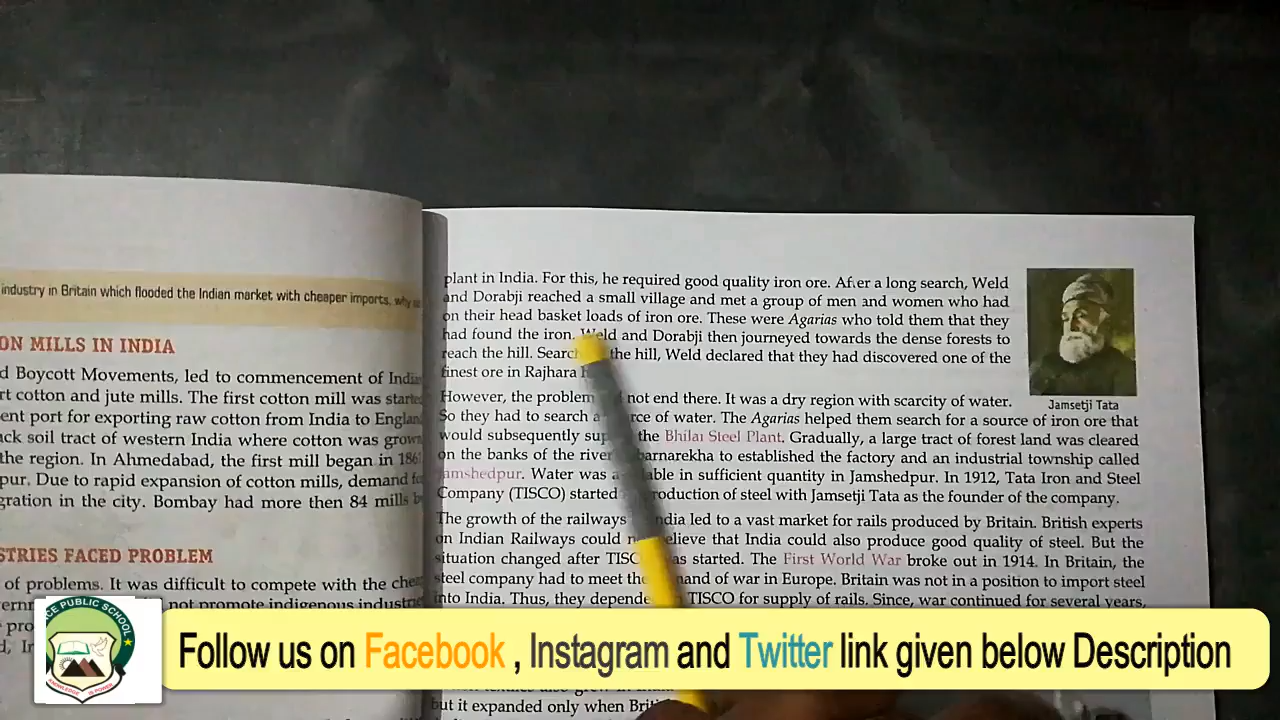 industry in Britain which flooded the Indian market with cheaper imports, why
ON MILLS IN INDIA
d Boycott Movements, led to commencement of India
rt cotton and jute mills. The first cotton mill was started
ent port for exporting raw cotton from India to England
ack soil tract of western India where cotton was grown
the region. In Ahmedabad, the first mill began in 186
pur. Due to rapid expansion of cotton mills, demand
gration in the city. Bombay had more then 84 mills
STRIES FACED PROBLEM
of problems. It was difficult to compete with the
not promote indigenous
plant in India. For this, he required good quality iron ore. After a long search, Weld
and Dorabji reached a small village and met a group of men and women who had
on their head basket loads of iron ore. These were Agarias who told them that they
had found the iron. Weld and Dorabji then journeyed towards the dense forests to
reach the hill. Search the hill, Weld declared that they had discovered one of the
finest ore in Rajhara
Jamsetji Tata
However, the problem not end there. It was a dry region with scarcity of water.
So they had to search a of water. The Agarias helped them search for a source of iron ore that
would subsequently the Bhilai Steel Plant. Gradually, a large tract of forest land was cleared
on the banks of the river barnarekha to established the factory and an industrial township called
Jamshedpur. Water was in sufficient quantity in Jamshedpur. In 1912, Tata Iron and Steel
Company (TISCO) started production of steel with Jamsetji Tata as the founder of the company.
The growth of the railways India led to a vast market for rails produced by Britain. British experts
on Indian Railways could believe that India could also produce good quality of steel. But the
situation changed after TISCO was started. The First World War broke out in 1914. In Britain, the
steel company had to meet the demand of war in Europe. Britain was not in a position to import steel
into India. Thus, they depended TISCO for supply of rails. Since, war continued for several years,
CE PUBLIC SCHOOL
KNOWLEDGE IS POWER
Follow us on Facebook , Instagram and Twitter link given below Description
but it expanded only when